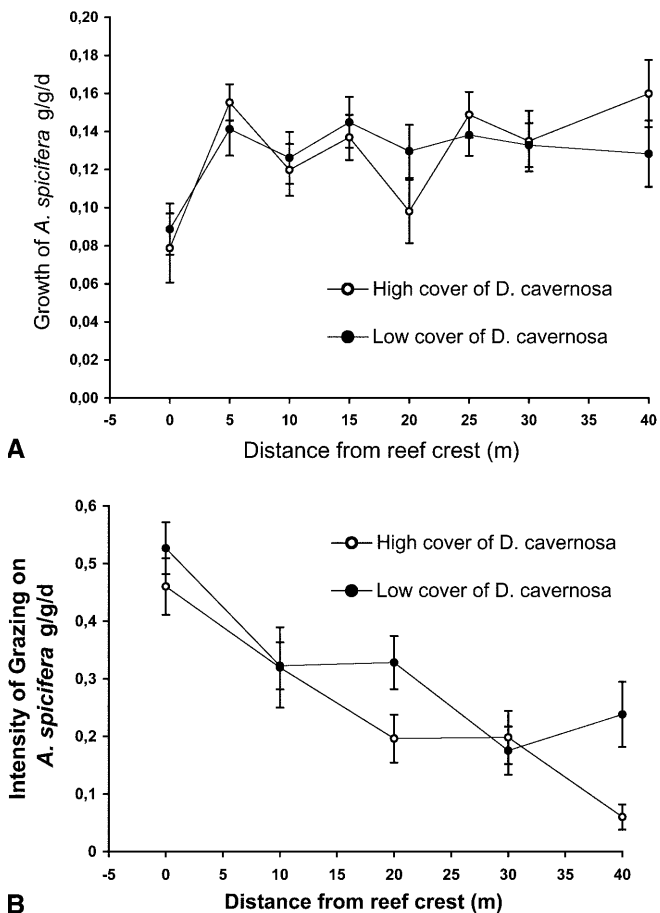 0,20
0,18
0,16
0,14
0,12
0,10
0,08
0,06
0,04
0,02
0,00
Growth of A. spicifera g/g/d
High cover of D. cavernosa
Low cover of D. cavernosa
-5 0 5 10 15 20 25 30 35 40
Distance from reef crest (m)
A
0,6
0,5
0,4
0,3
0,2
0,1
0
Intensity of Grazing on
A. spicifera g/g/d
High cover of D. cavernosa
Low cover of D. cavernosa
-5 0 5 10 15 20 25 30 35 40
Distance from reef crest (m)
B